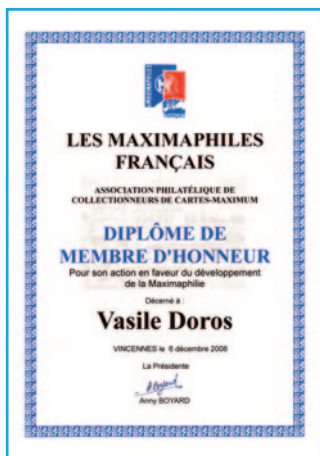 LES MAXIMAPHILES
FRANÇAIS
ASSOCIATION PHILATÉLIQUE DE
COLLECTIONNEURS DE CARTES-MAXIMUM
DIPLÔME DE
MEMBRE D'HONNEUR
Pour son action en faveur du développement
de la Maximaphilie
Décerné à :
Vasile Doros
VINCENNES le 6 décembre 2008
La Présidente
Anny BOYARD